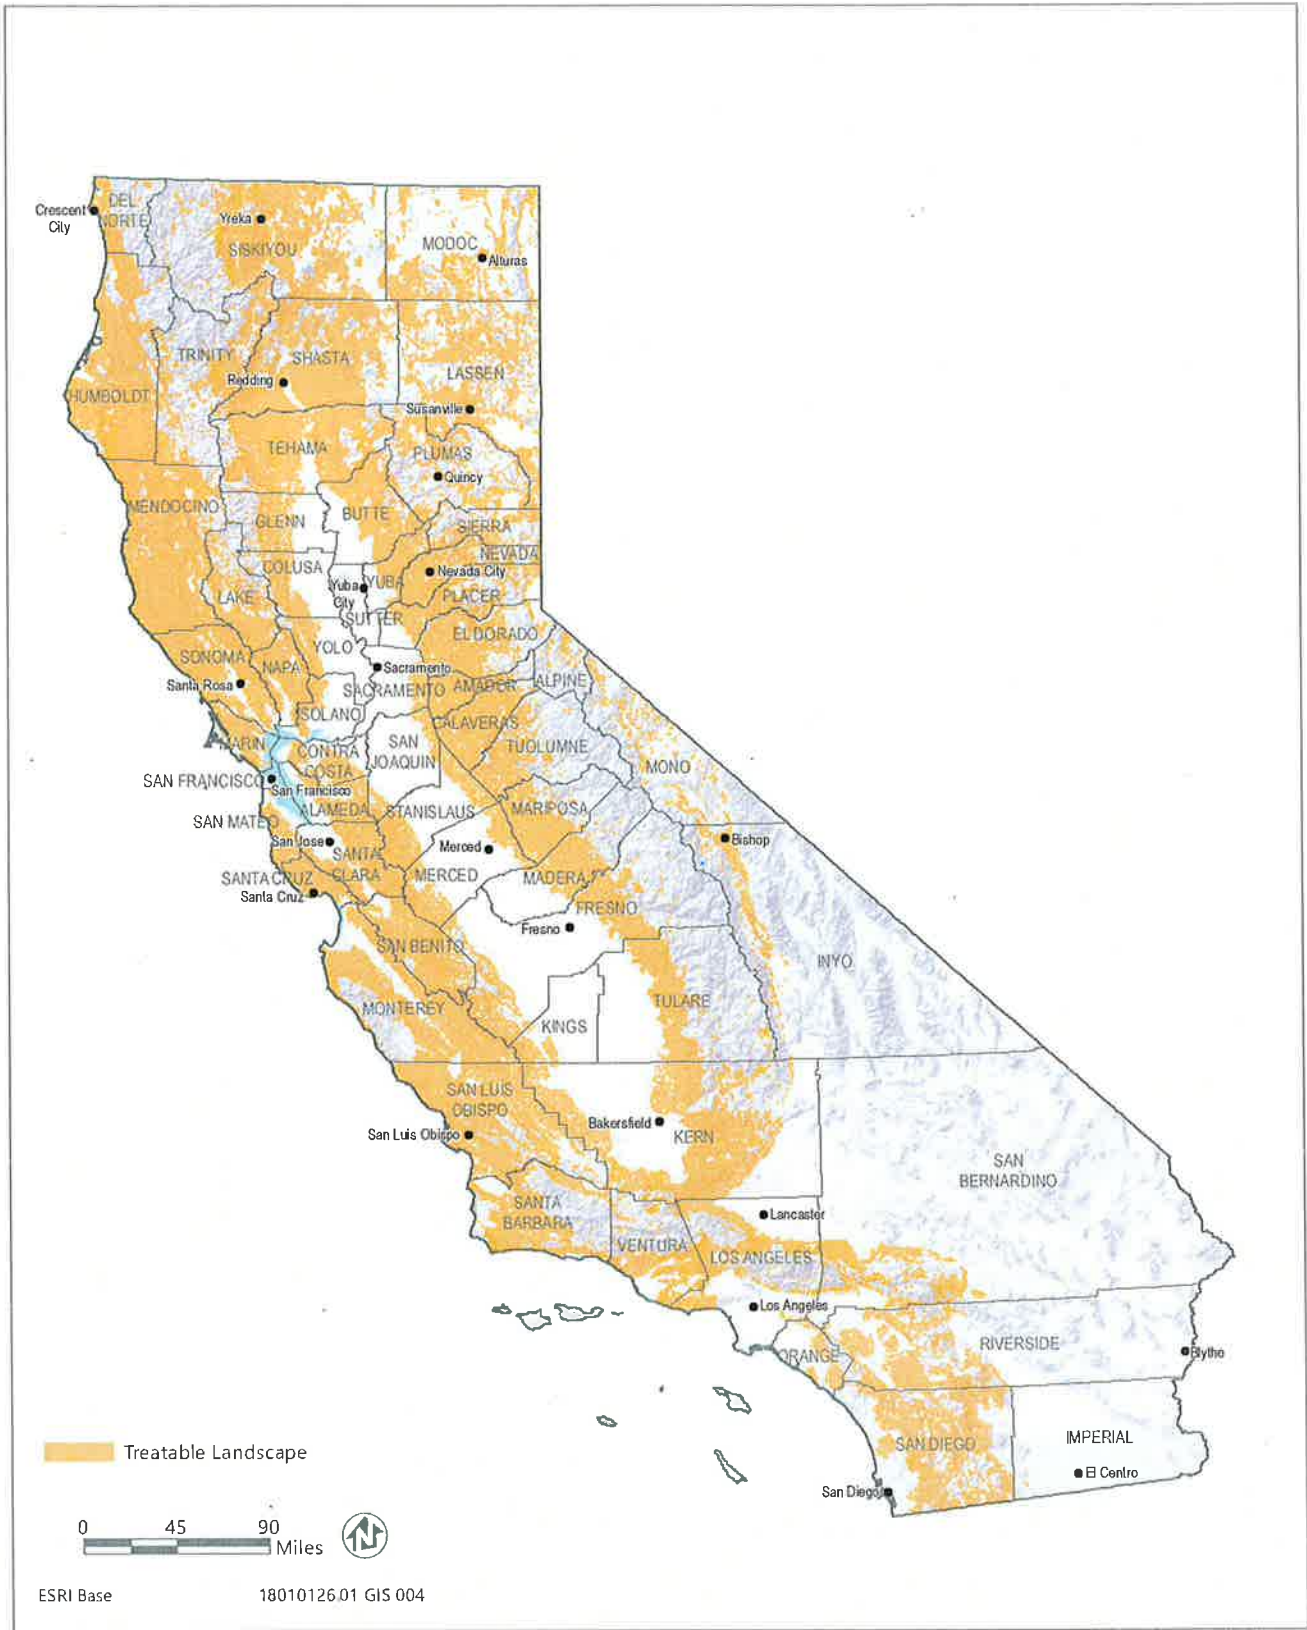 Crescent
City
DEL
NORTE
Yreka
SISKIYOU
MODOC
Alturas
TRINITY
SHASTA
Redding
LASSEN
HUMBOLDT
Susanville
TEHAMA
PLUMAS
Quincy
MENDOCINO
GLENN
BUTTE
SIERRA
NEVADA
COLUSA
Nevada City
Yuba
City
YUBA
LAKE
PLACER
SUTTER
EL DORADO
YOLO
SONOMA
NAPA
Sacramento
Santa Rosa
SACRAMENTO
AMADOR
ALPINE
SOLANO
CALAVERAS
MARIN
CONTRA
COSTA
SAN
JOAQUIN
TUOLUMNE
MONO
SAN FRANCISCO
San Francisco
ALAMEDA
STANISLAUS
MARIPOSA
SAN MATEO
San Jose
Merced
Bishop
SANTA
CLARA
SANTA CRUZ
MERCED
MADERA
Santa Cruz
FRESNO
Fresno
SAN BENITO
INYO
MONTEREY
TULARE
KINGS
SAN LUIS
OBISPO
Bakersfield
KERN
San Luis Obispo
SAN
BERNARDINO
SANTA
BARBARA
Lancaster
VENTURA
LOS ANGELES
Los Angeles
ORANGE
RIVERSIDE
Blythe
SAN DIEGO
IMPERIAL
El Centro
San Diego
Treatable Landscape
0 45 90
Miles
N
ESRI Base 18010126.01 GIS 004